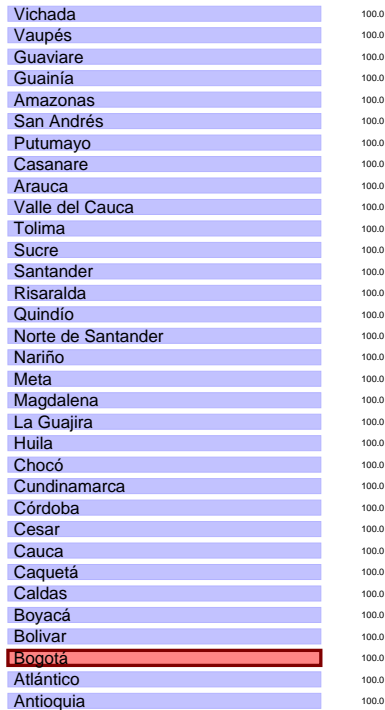 Vichada 100.0
Vaupés 100.0
Guaviare 100.0
Guainía 100.0
Amazonas 100.0
San Andrés 100.0
Putumayo 100.0
Casanare 100.0
Arauca 100.0
Valle del Cauca 100.0
Tolima 100.0
Sucre 100.0
Santander 100.0
Risaralda 100.0
Quindío 100.0
Norte de Santander 100.0
Nariño 100.0
Meta 100.0
Magdalena 100.0
La Guajira 100.0
Huila 100.0
Chocó 100.0
Cundinamarca 100.0
Córdoba 100.0
Cesar 100.0
Cauca 100.0
Caquetá 100.0
Caldas 100.0
Boyacá 100.0
Bolivar 100.0
Bogotá 100.0
Atlántico 100.0
Antioquia 100.0